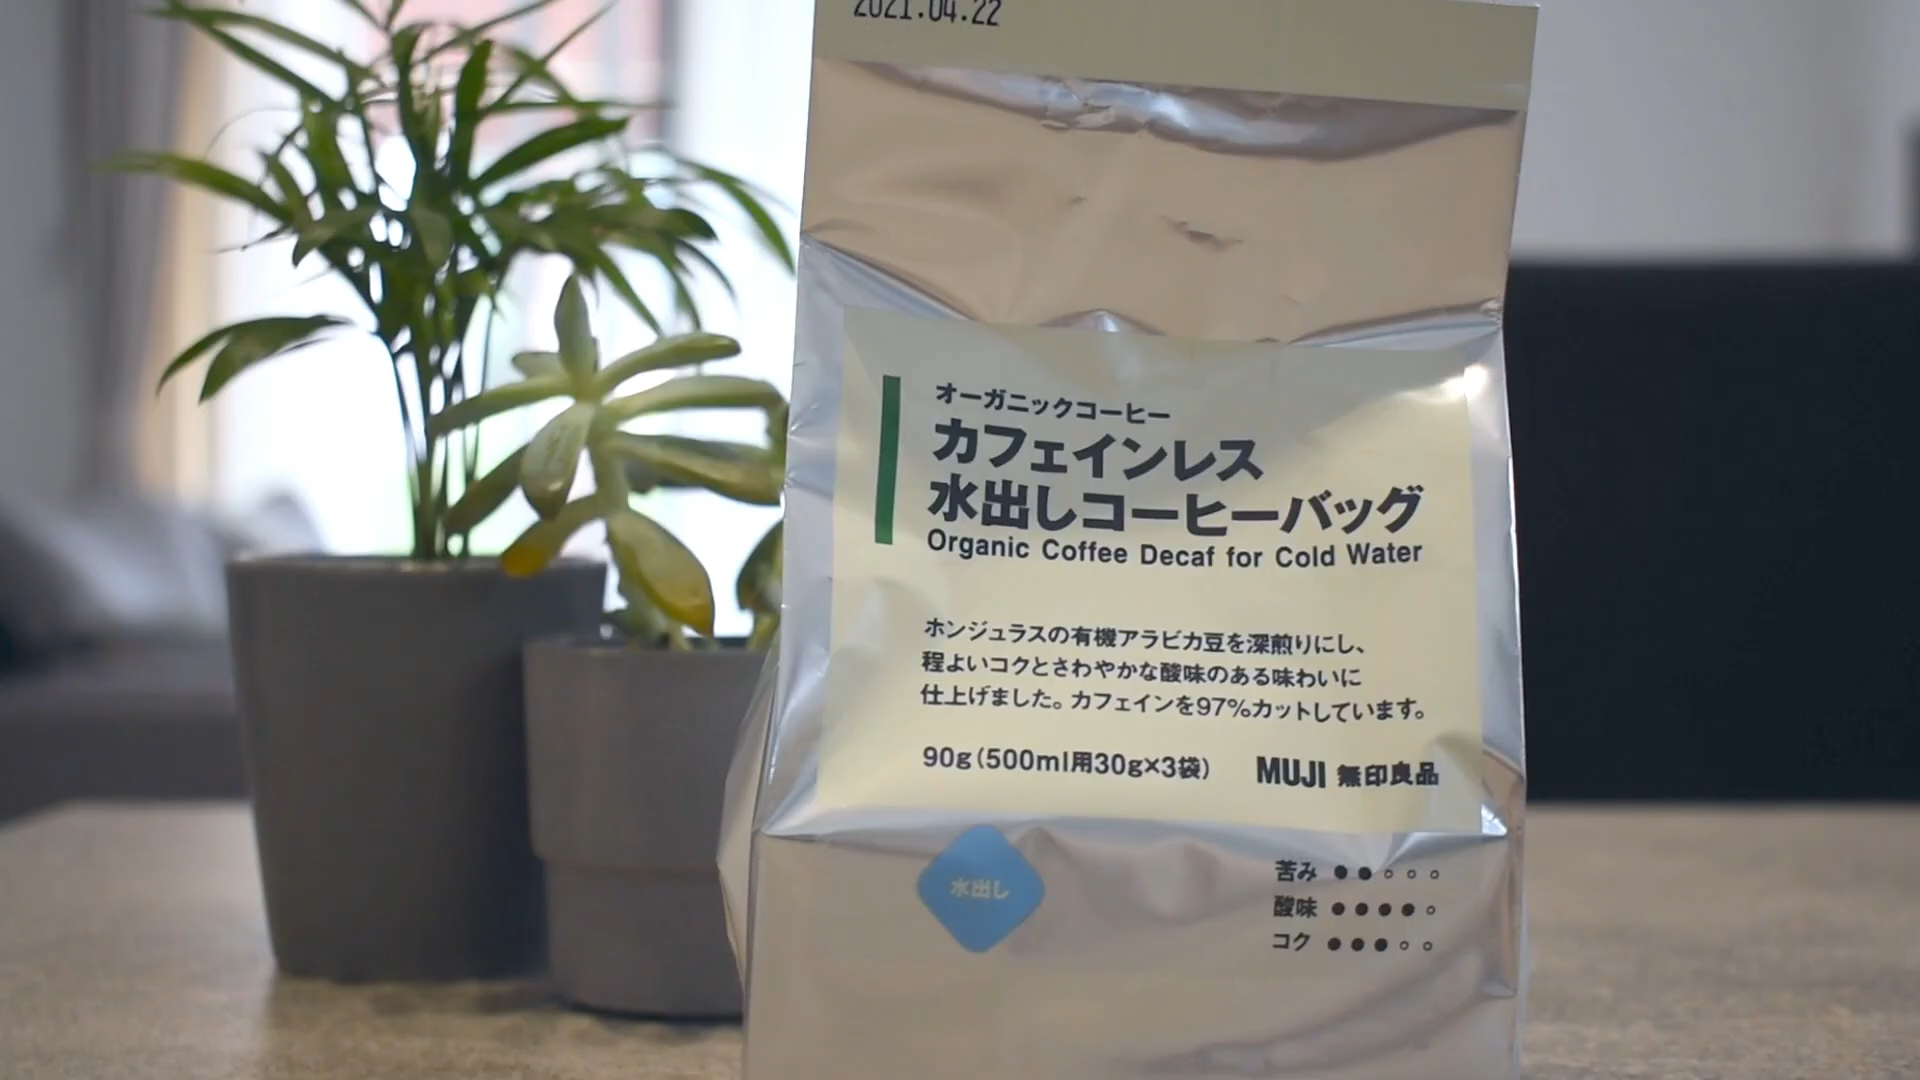 2021.04.22
オーガニックコーヒー
カフェインレス
水出しコーヒーバッグ
Organic Coffee Decaf for Cold Water
ホンジュラスの有機アラビカ豆を深煎りにし、
程よいコクとさわやかな酸味のある味わいに
仕上げました。カフェインを97%カットしています。
90g(500ml用30g×3袋) MUJI 無印良品
水出し
苦み ●●○○○
酸味 ●●●●○
コク ●●●○○